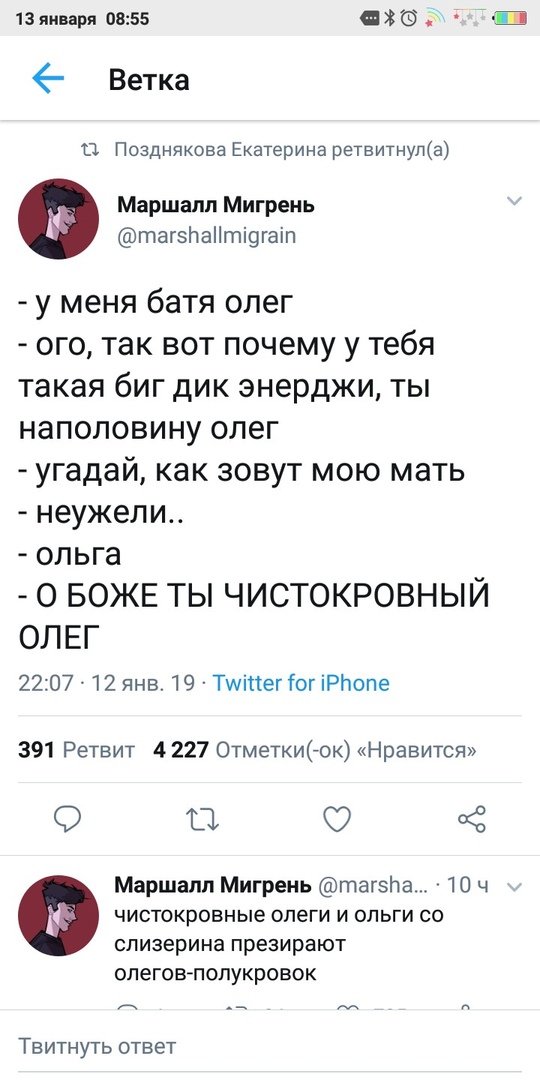 13 января 08:55
Ветка
Позднякова Екатерина ретвитнул(а)
Маршалл Мигрень
@marshallmigrain
- у меня батя олег
- ого, так вот почему у тебя
такая биг дик энерджи, ты
наполовину олег
- угадай, как зовут мою мать
- неужели..
- ольга
- О БОЖЕ ТЫ ЧИСТОКРОВНЫЙ
ОЛЕГ
22:07 · 12 янв. 19 · Twitter for iPhone
391 Ретвит 4 227 Отметки(-ок) «Нравится»
Маршалл Мигрень @marsha... · 10 ч
чистокровные олеги и ольги со
слизерина презирают
олегов-полукровок
Твитнуть ответ